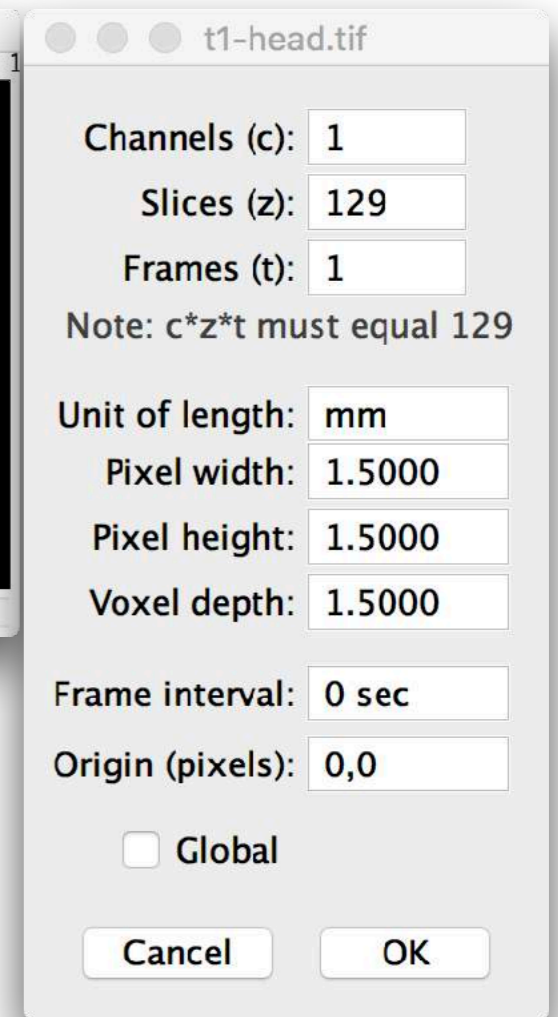 t1-head.tif
1
Channels (c): 1
Slices (z): 129
Frames (t): 1
Note: c*z*t must equal 129
Unit of length: mm
Pixel width: 1.5000
Pixel height: 1.5000
Voxel depth: 1.5000
Frame interval: 0 sec
Origin (pixels): 0,0
Global
Cancel OK